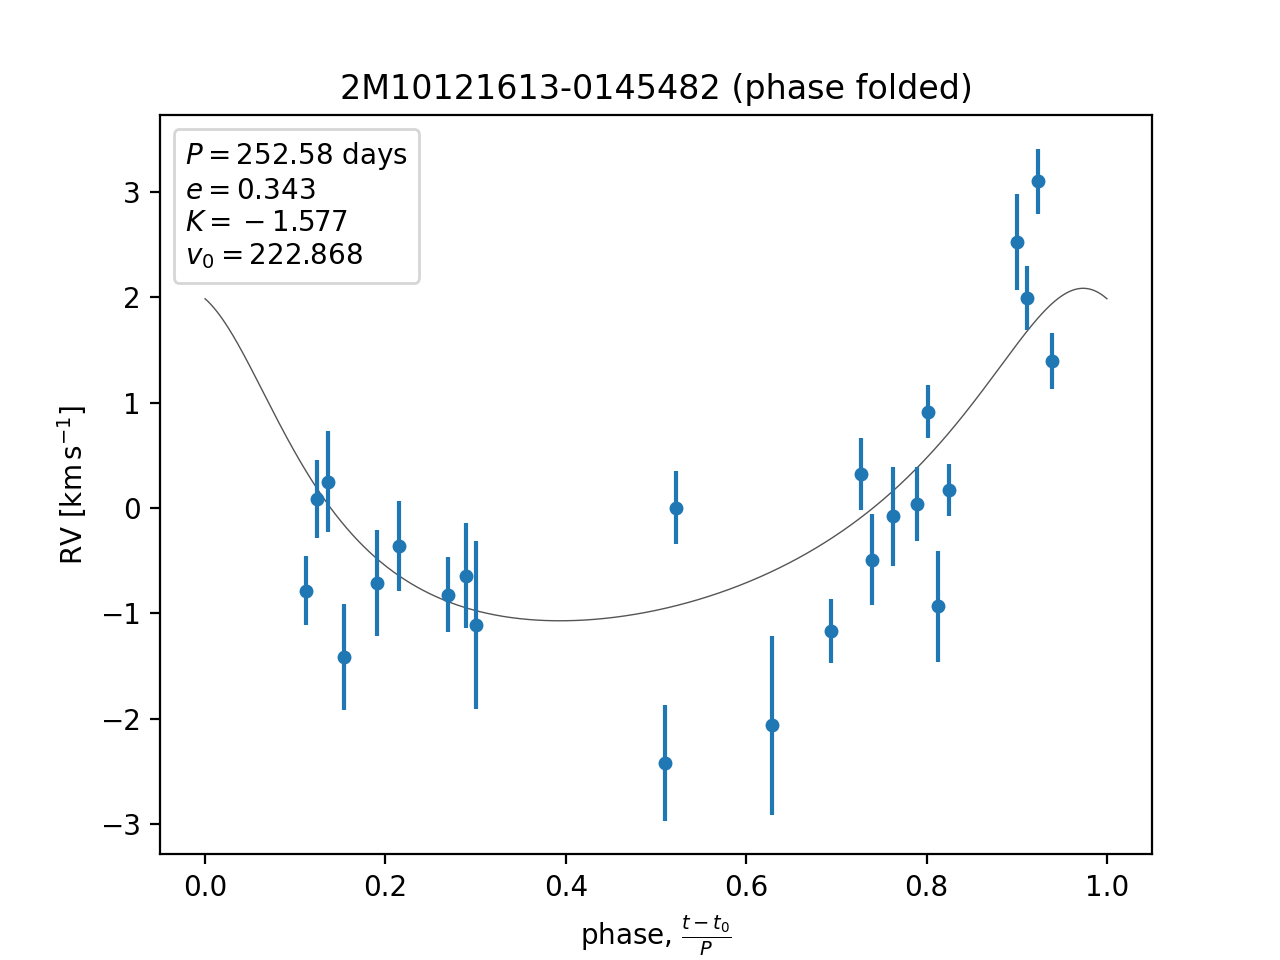 2M10121613-0145482 (phase folded)
P = 252.58 days
e = 0.343
K = −1.577
v₀ = 222.868
RV [km s⁻¹]
3
2
1
0
−1
−2
−3
0.0 0.2 0.4 0.6 0.8 1.0
phase, (t − t₀)/P